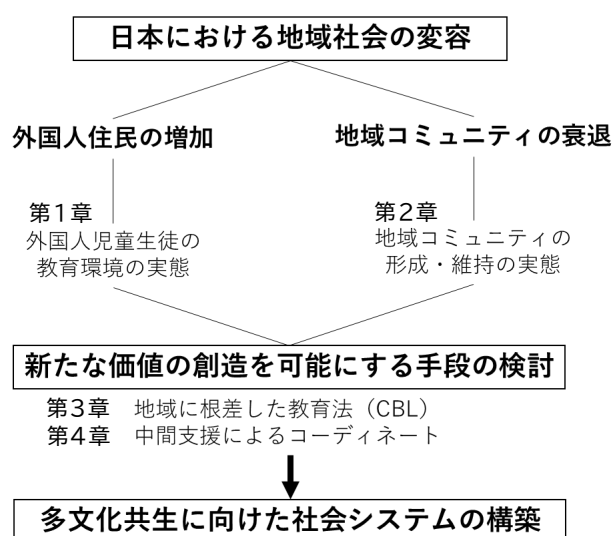 日本における地域社会の変容
外国人住民の増加
地域コミュニティの衰退
第1章
外国人児童生徒の
教育環境の実態
第2章
地域コミュニティの
形成・維持の実態
新たな価値の創造を可能にする手段の検討
第3章 地域に根差した教育法（CBL）
第4章 中間支援によるコーディネート
多文化共生に向けた社会システムの構築